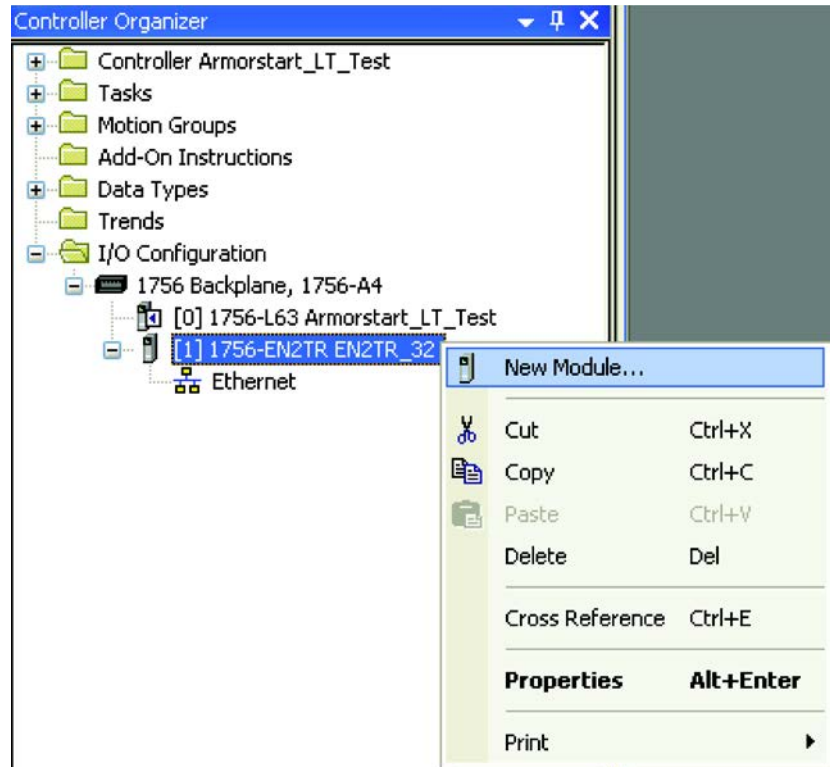 Controller Organizer
Controller Armorstart_LT_Test
Tasks
Motion Groups
Add-On Instructions
Data Types
Trends
I/O Configuration
1756 Backplane, 1756-A4
[0] 1756-L63 Armorstart_LT_Test
[1] 1756-EN2TR EN2TR_32
Ethernet
New Module...
Cut Ctrl+X
Copy Ctrl+C
Paste Ctrl+V
Delete Del
Cross Reference Ctrl+E
Properties Alt+Enter
Print